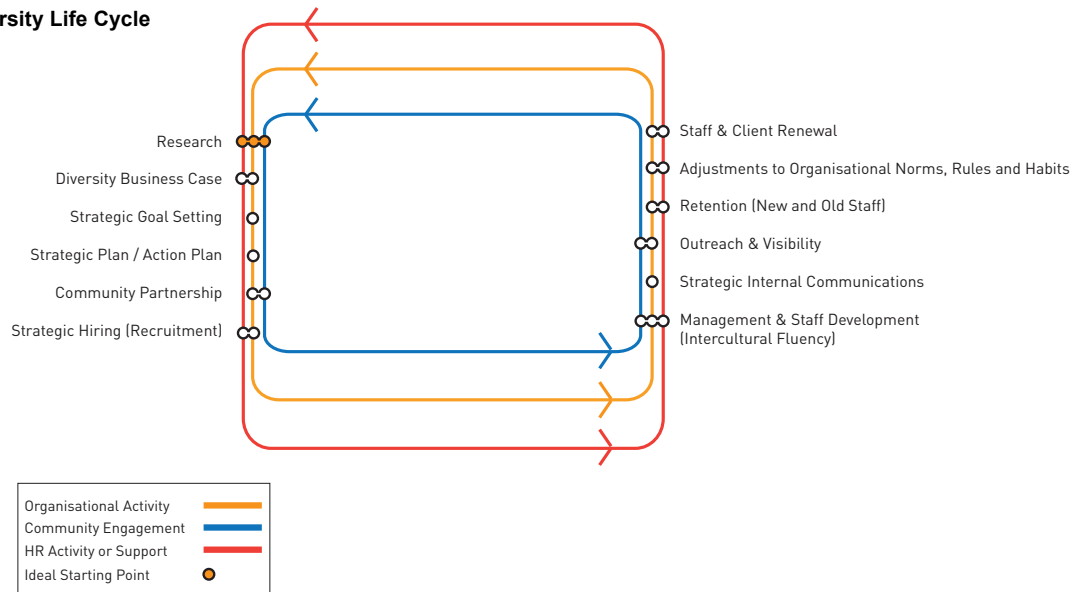 rsity Life Cycle
Research
Diversity Business Case
Strategic Goal Setting
Strategic Plan / Action Plan
Community Partnership
Strategic Hiring (Recruitment)
Staff & Client Renewal
Adjustments to Organisational Norms, Rules and Habits
Retention (New and Old Staff)
Outreach & Visibility
Strategic Internal Communications
Management & Staff Development
(Intercultural Fluency)
Organisational Activity
Community Engagement
HR Activity or Support
Ideal Starting Point